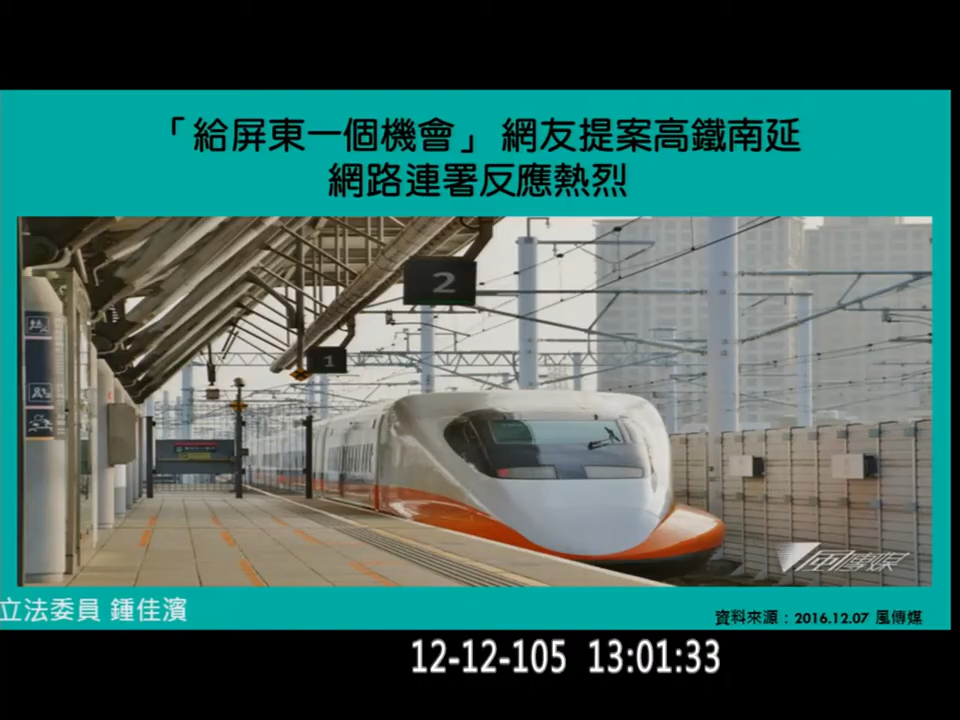 「給屏東一個機會」 網友提案高鐵南延
網路連署反應熱烈
2
1
風傳媒
立法委員 鍾佳濱
資料來源：2016.12.07 風傳媒
12-12-105 13:01:33